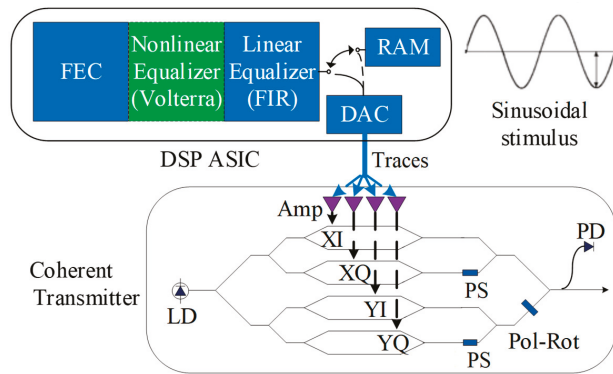 FEC
Nonlinear
Equalizer
(Volterra)
Linear
Equalizer
(FIR)
RAM
DAC
DSP ASIC
Sinusoidal
stimulus
Traces
Amp
XI
XQ
YI
YQ
PD
PS
PS
Pol-Rot
Coherent
Transmitter
LD